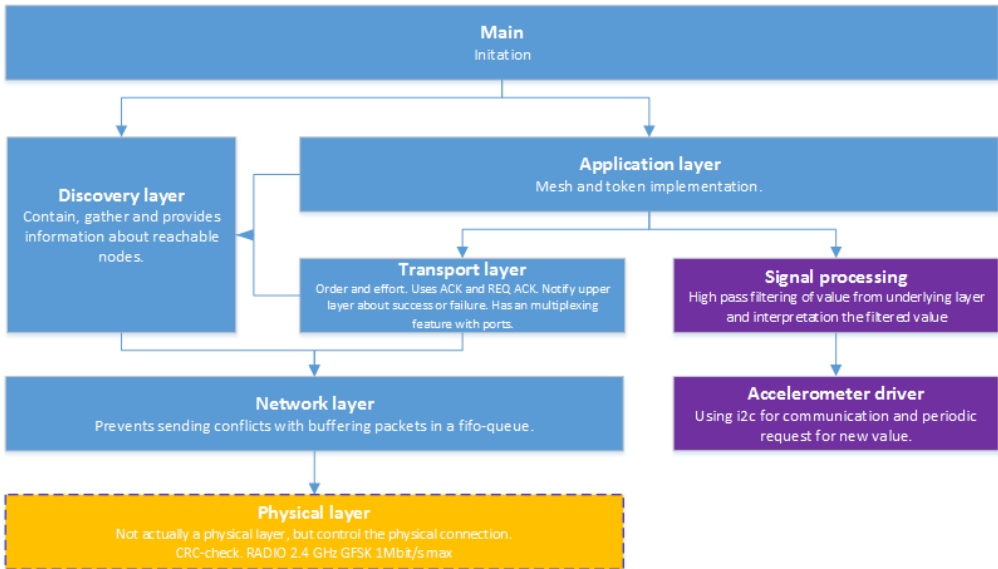 Main
Initation
Application layer
Mesh and token implementation.
Discovery layer
Contain, gather and provides
information about reachable
nodes.
Transport layer
Order and effort. Uses ACK and REQ ACK. Notify upper
layer about success or failure. Has an multiplexing
feature with ports.
Signal processing
High pass filtering of value from underlying layer
and interpretation the filtered value
Network layer
Prevents sending conflicts with buffering packets in a fifo-queue.
Accelerometer driver
Using i2c for communication and periodic
request for new value.
Physical layer
Not actually a physical layer, but control the physical connection.
CRC-check. RADIO 2.4 GHz GFSK 1Mbit/s max